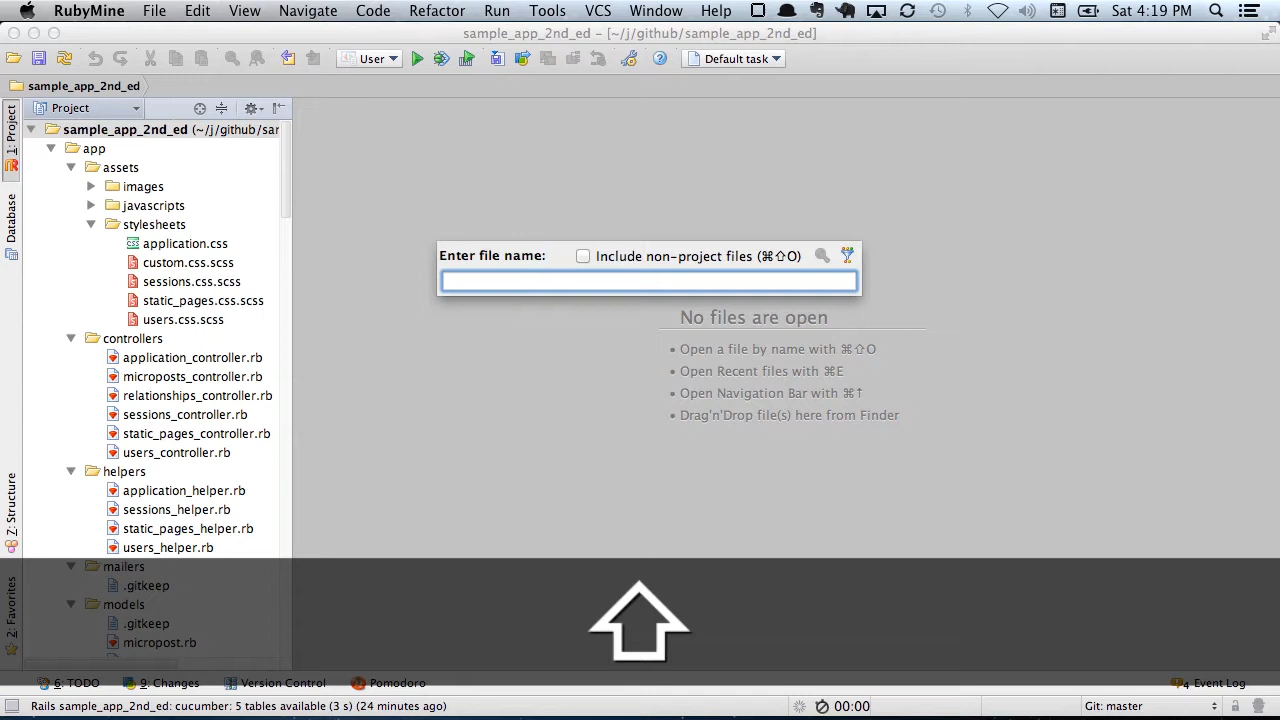 RubyMine File Edit View Navigate Code Refactor Run Tools VCS Window Help Sat 4:19 PM
sample_app_2nd_ed – [~/j/github/sample_app_2nd_ed]
User Default task
sample_app_2nd_ed
1: Project
Database
Z: Structure
2: Favorites
Project
sample_app_2nd_ed (~/j/github/sar
app
assets
images
javascripts
stylesheets
application.css
custom.css.scss
sessions.css.scss
static_pages.css.scss
users.css.scss
controllers
application_controller.rb
microposts_controller.rb
relationships_controller.rb
sessions_controller.rb
static_pages_controller.rb
users_controller.rb
helpers
application_helper.rb
sessions_helper.rb
static_pages_helper.rb
users_helper.rb
mailers
.gitkeep
models
.gitkeep
micropost.rb
Enter file name: Include non-project files (⌘⇧O)
No files are open
• Open a file by name with ⌘⇧O
• Open Recent files with ⌘E
• Open Navigation Bar with ⌘↑
• Drag'n'Drop file(s) here from Finder
6: TODO 9: Changes Version Control Pomodoro 4 Event Log
Rails sample_app_2nd_ed: cucumber: 5 tables available (3 s) (24 minutes ago) 00:00 Git: master